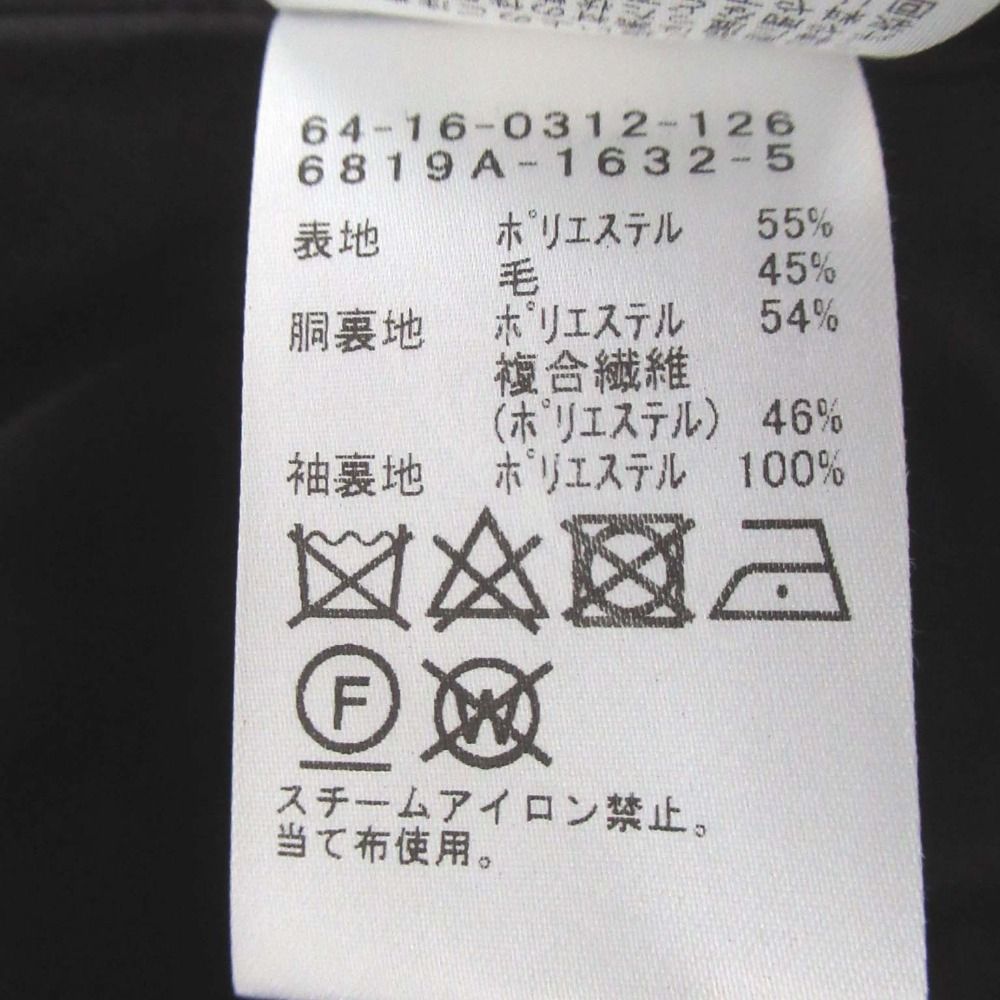 64-16-0312-126
6819A-1632-5
表地 ポリエステル 55%
毛 45%
胴裏地 ポリエステル 54%
複合繊維
(ポリエステル) 46%
袖裏地 ポリエステル 100%
F W
スチームアイロン禁止。
当て布使用。